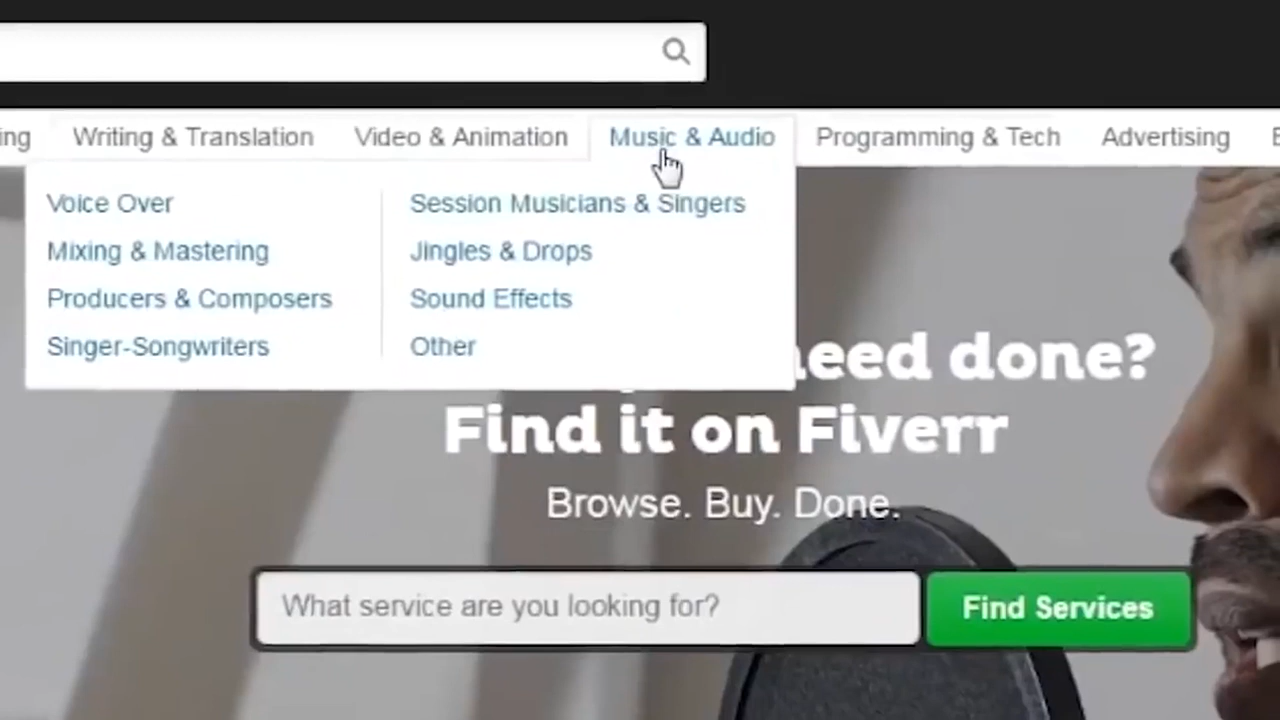 ing Writing & Translation Video & Animation Music & Audio Programming & Tech Advertising
Voice Over
Mixing & Mastering
Producers & Composers
Singer-Songwriters
Session Musicians & Singers
Jingles & Drops
Sound Effects
Other
need done?
Find it on Fiverr
Browse. Buy. Done.
What service are you looking for?
Find Services